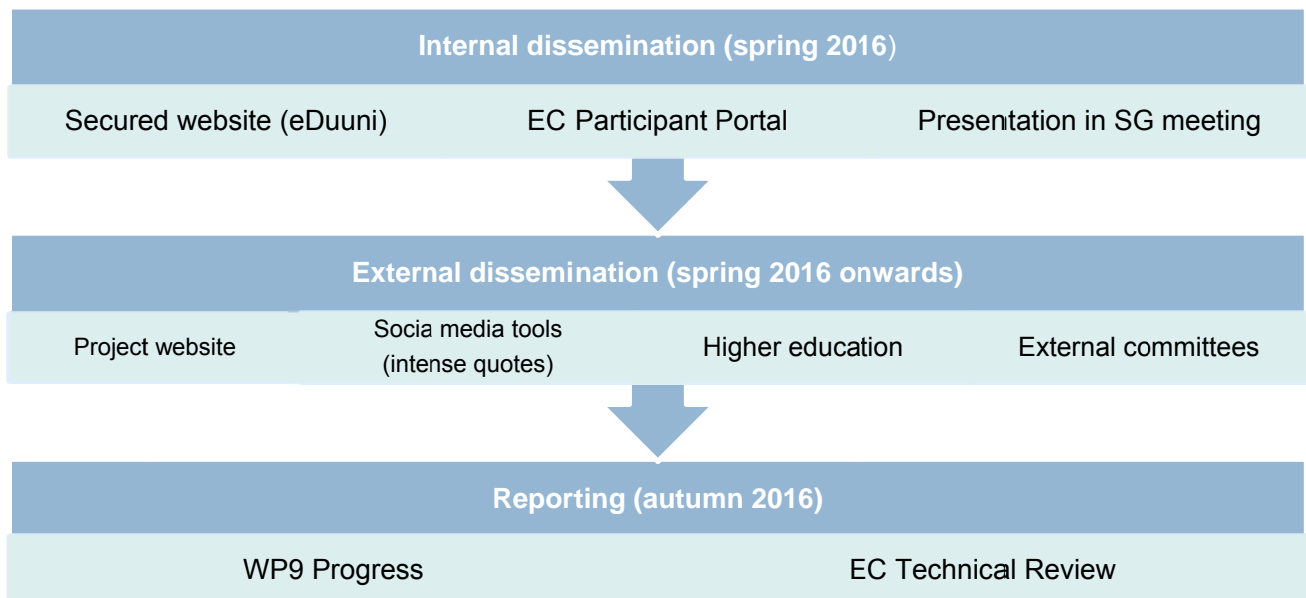 Internal dissemination (spring 2016)
Secured website (eDuuni) EC Participant Portal Presentation in SG meeting
External dissemination (spring 2016 onwards)
Project website
Socia media tools
(intense quotes)
Higher education
External committees
Reporting (autumn 2016)
WP9 Progress EC Technical Review